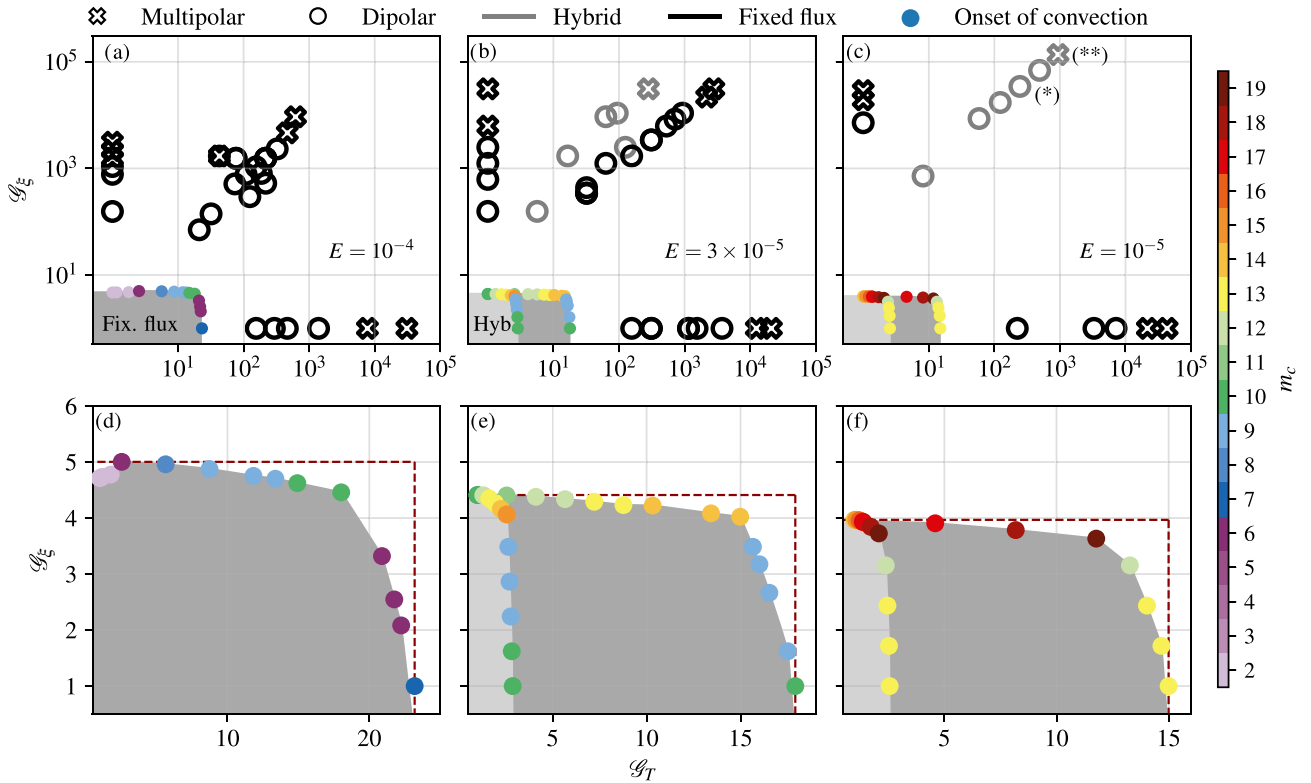 Multipolar Dipolar Hybrid Fixed flux Onset of convection
(a) (b) (c)
10^5
10^3
10^1
𝒢_ξ
(**)
(*)
E = 10^{-4} E = 3 × 10^{-5} E = 10^{-5}
Fix. flux Hyb
10^1 10^2 10^3 10^4 10^5 10^1 10^2 10^3 10^4 10^5 10^1 10^2 10^3 10^4 10^5
(d) (e) (f)
6
5
4
3
2
1
𝒢_ξ
10 20 5 10 15 5 10 15
𝒢_T
19
18
17
16
15
14
13
12
11
10
9
8
7
6
5
4
3
2
m_c